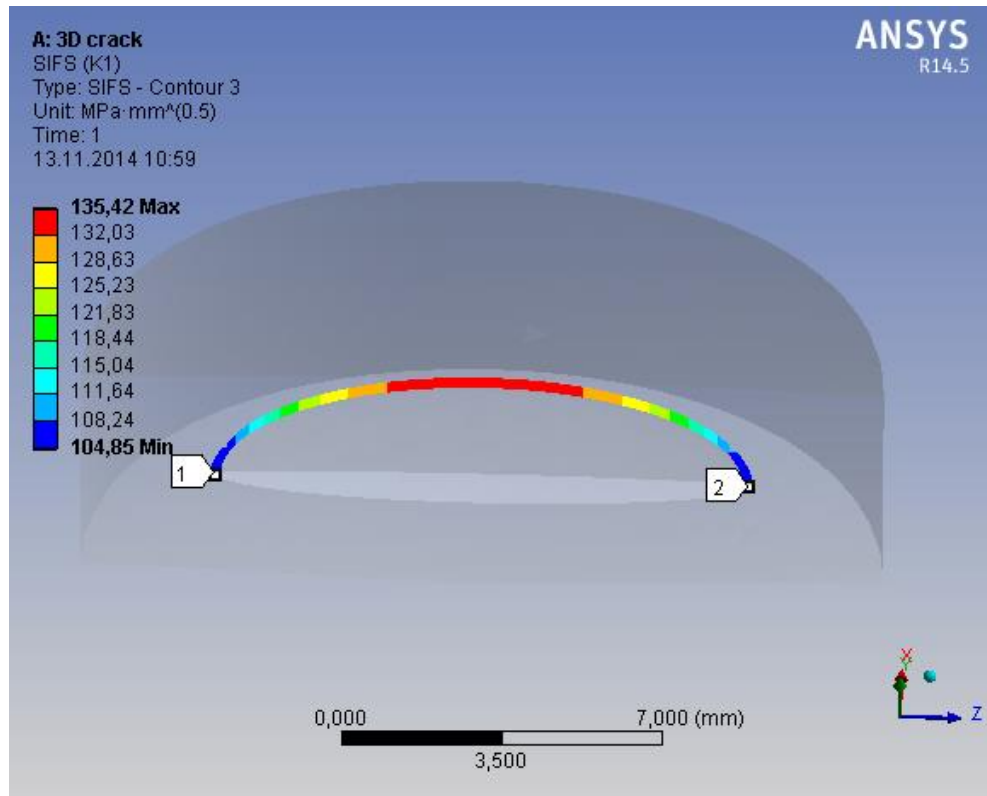 A: 3D crack
SIFS (K1)
Type: SIFS - Contour 3
Unit: MPa·mm^(0.5)
Time: 1
13.11.2014 10:59
ANSYS
R14.5
135,42 Max
132,03
128,63
125,23
121,83
118,44
115,04
111,64
108,24
104,85 Min
1
2
0,000
7,000 (mm)
3,500
X
Y
Z